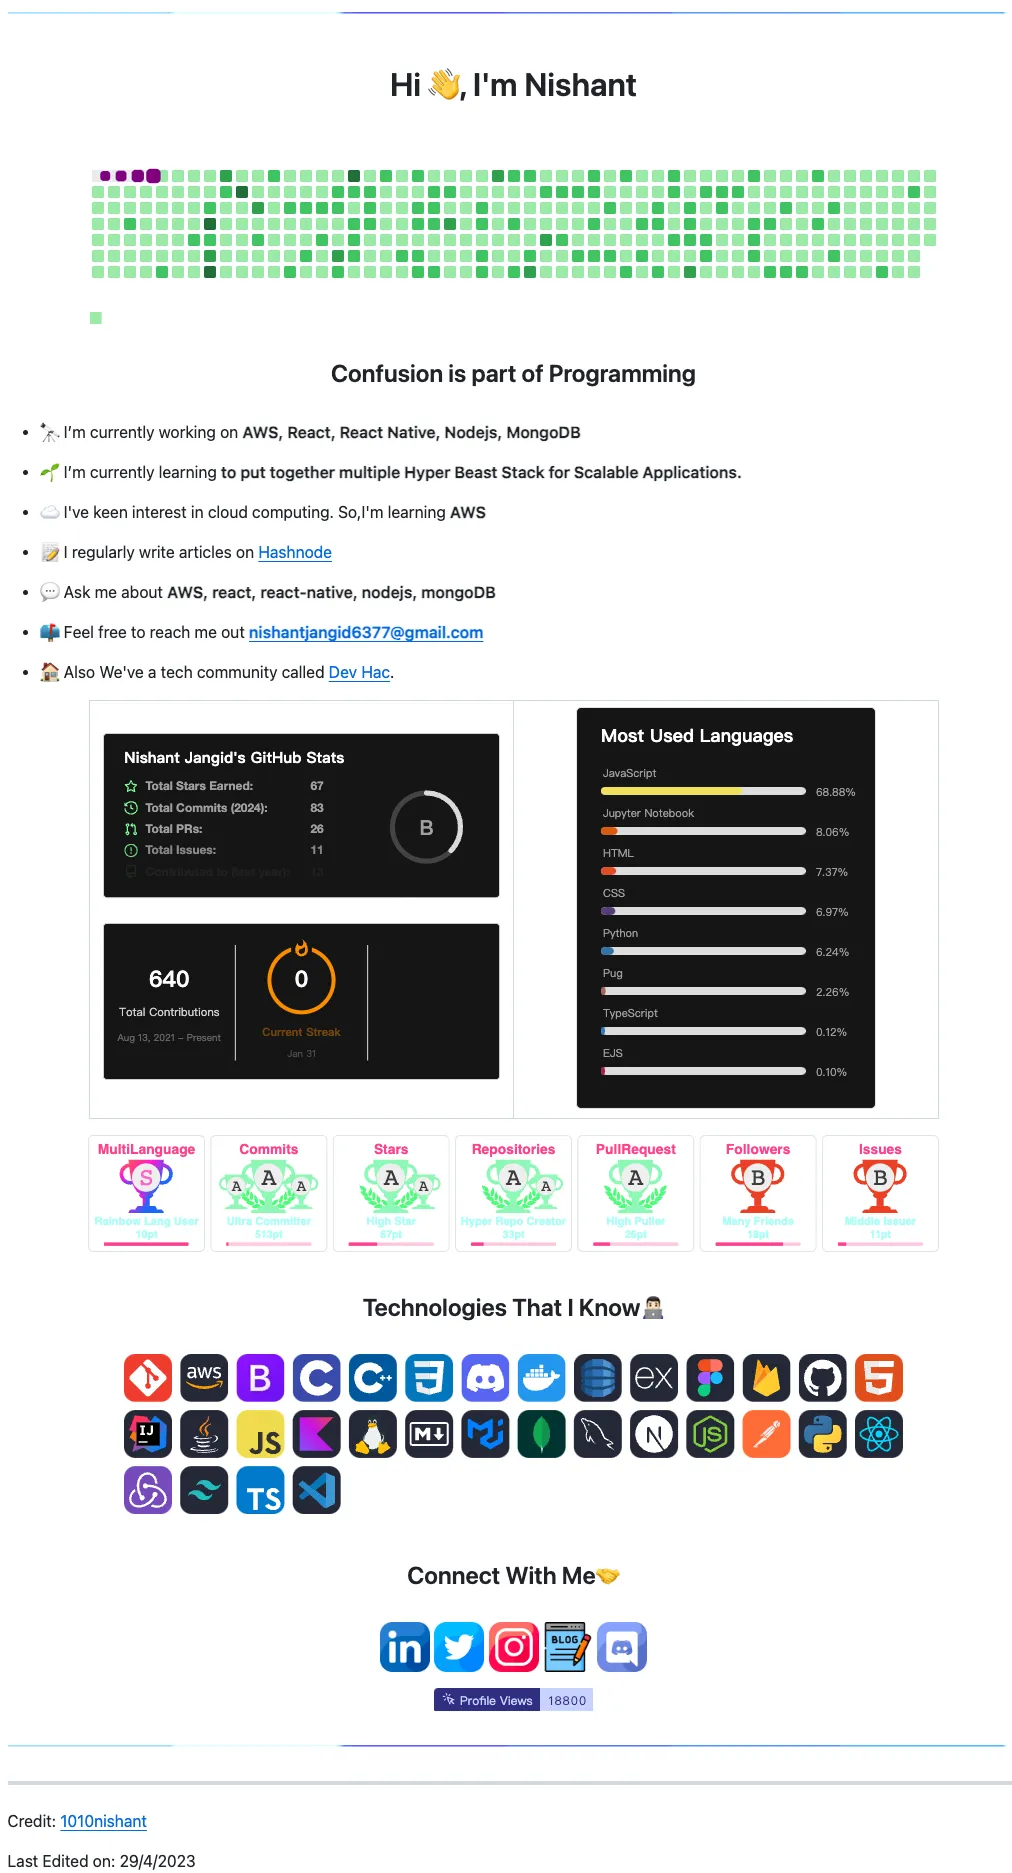 Hi 👋, I'm Nishant
Confusion is part of Programming
🔭 I’m currently working on AWS, React, React Native, Nodejs, MongoDB
🌱 I’m currently learning to put together multiple Hyper Beast Stack for Scalable Applications.
☁️ I've keen interest in cloud computing. So,I'm learning AWS
📝 I regularly write articles on Hashnode
💬 Ask me about AWS, react, react-native, nodejs, mongoDB
📫 Feel free to reach me out nishantjangid6377@gmail.com
🏠 Also We've a tech community called Dev Hac.
Nishant Jangid's GitHub Stats
Total Stars Earned: 67
Total Commits (2024): 83
Total PRs: 26
Total Issues: 11
Contributed to (last year): 13
B
640
Total Contributions
Aug 13, 2021 – Present
0
Current Streak
Jan 31
Most Used Languages
JavaScript
68.88%
Jupyter Notebook
8.06%
HTML
7.37%
CSS
6.97%
Python
6.24%
Pug
2.26%
TypeScript
0.12%
EJS
0.10%
MultiLanguage
S
Rainbow Lang User
10pt
Commits
A A A
Ultra Committer
513pt
Stars
A A
High Star
67pt
Repositories
A A
Hyper Repo Creator
33pt
PullRequest
A
High Puller
26pt
Followers
B
Many Friends
18pt
Issues
B
Middle Issuer
11pt
Technologies That I Know👨🏻‍💻
aws B C C++ EX
IJ JS M N JS
TS
Connect With Me🤝
in BLOG
Profile Views 18800
Credit: 1010nishant
Last Edited on: 29/4/2023